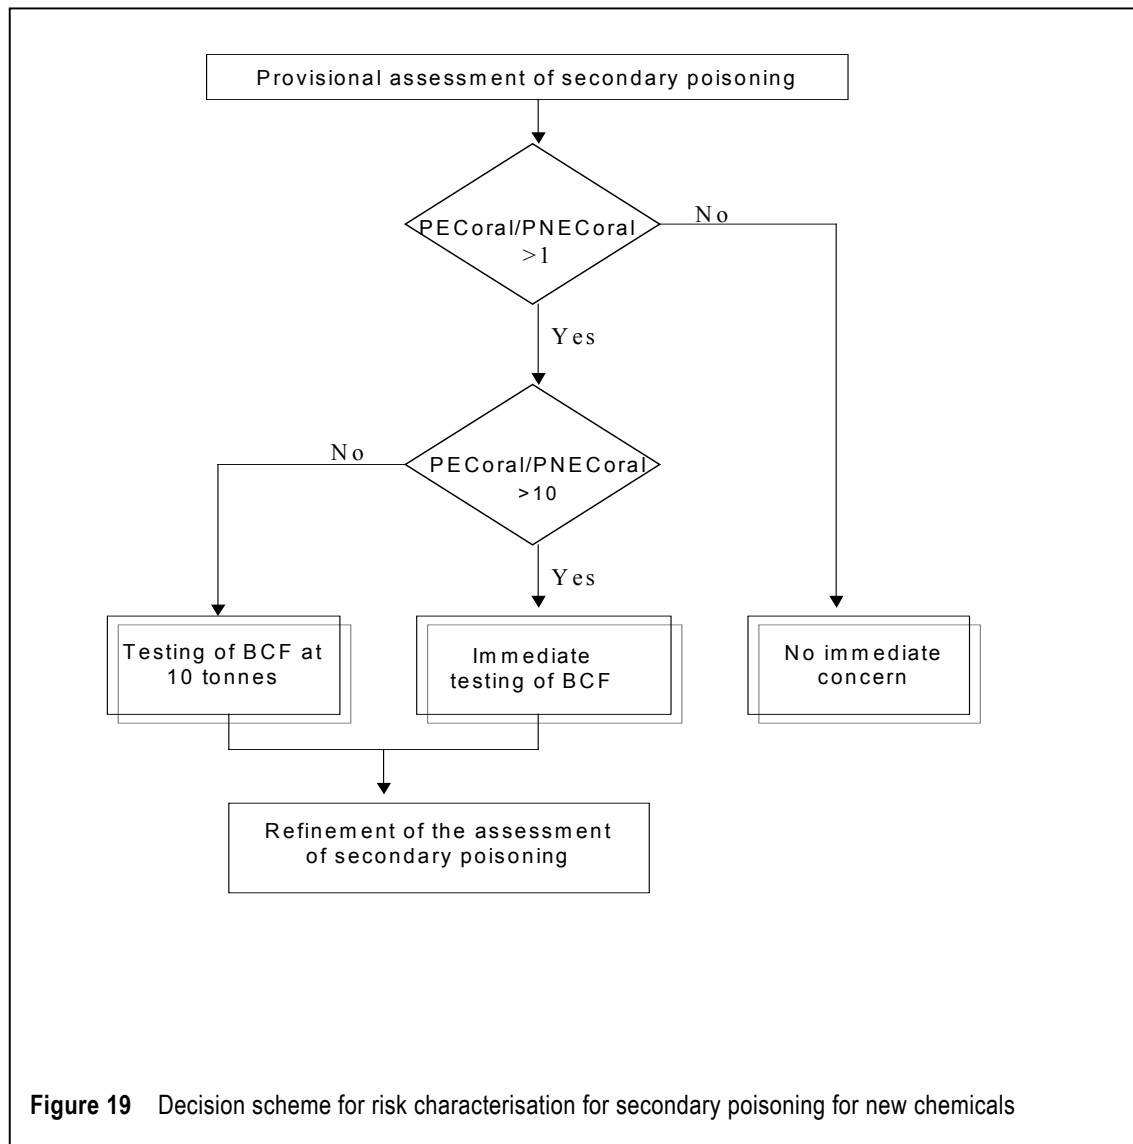 Provisional assessment of secondary poisoning
PECoral/PNECoral
>1
No
Yes
PECoral/PNECoral
>10
No
Yes
Testing of BCF at
10 tonnes
Immediate
testing of BCF
No immediate
concern
Refinement of the assessment
of secondary poisoning
Figure 19 Decision scheme for risk characterisation for secondary poisoning for new chemicals